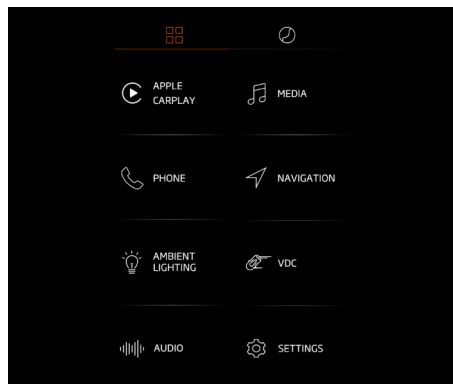 APPLE
CARPLAY
MEDIA
PHONE
NAVIGATION
AMBIENT
LIGHTING
VDC
AUDIO
SETTINGS